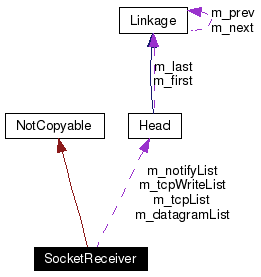 m_prev
Linkage
m_next
m_last
m_first
NotCopyable
Head
m_notifyList
m_tcpWriteList
m_tcpList
m_datagramList
SocketReceiver